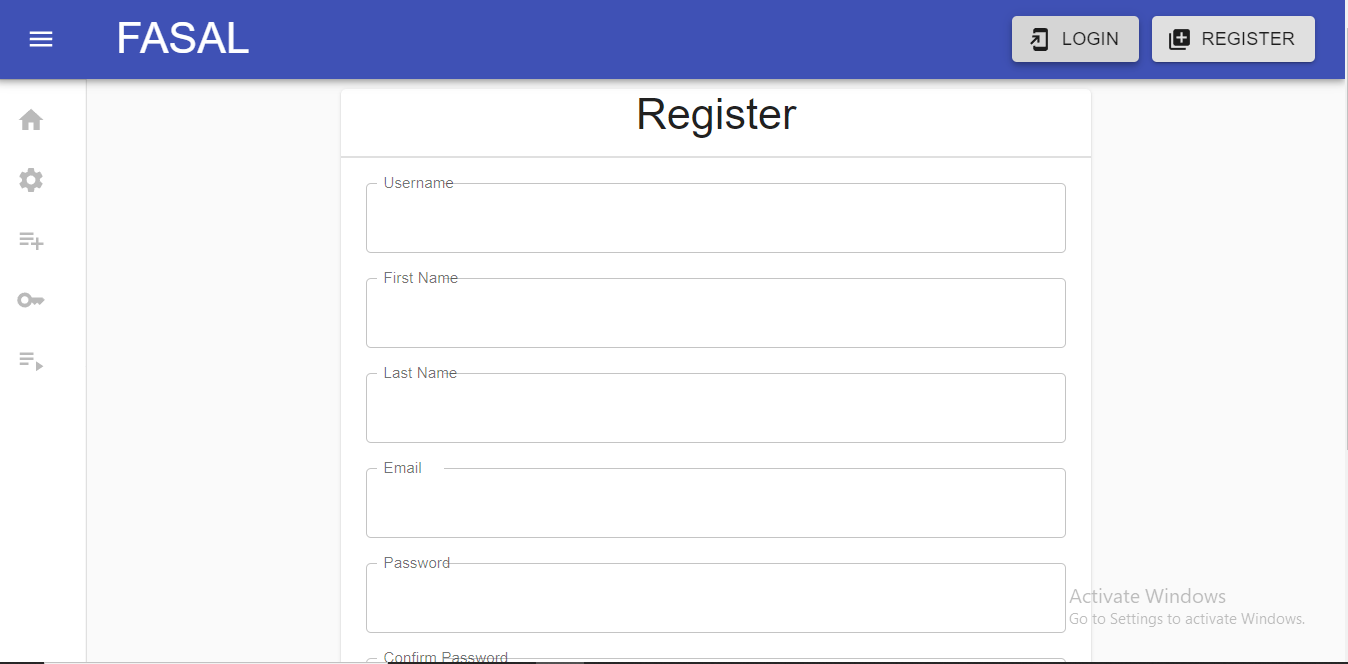 FASAL
LOGIN
REGISTER
Register
Username
First Name
Last Name
Email
Password
Activate Windows
Go to Settings to activate Windows.
Confirm Password